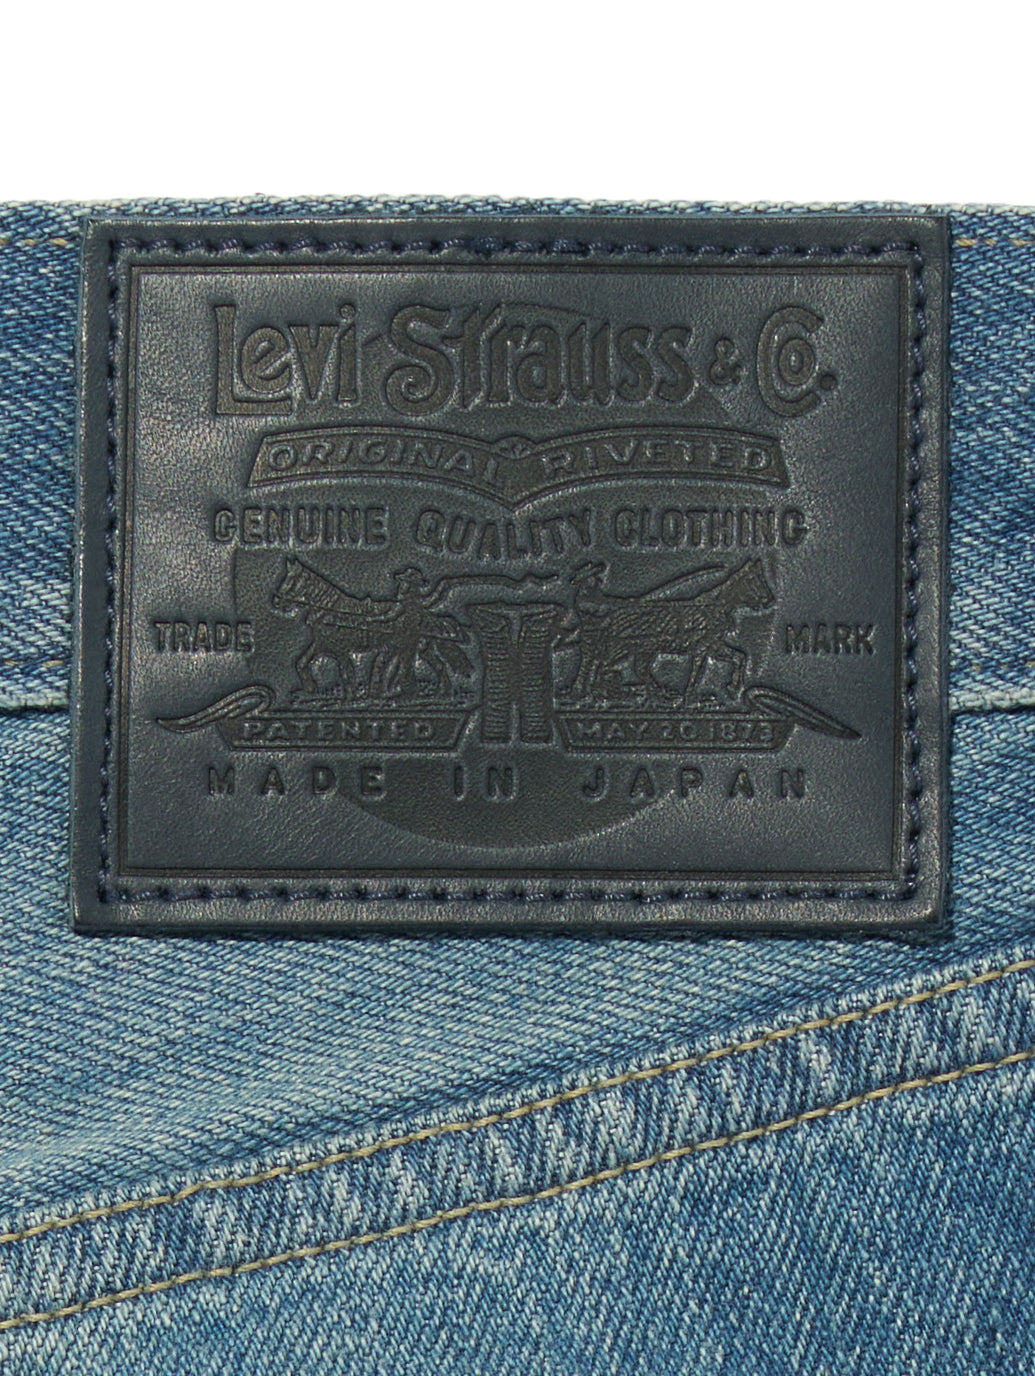 Levi Strauss & Co.
ORIGINAL RIVETED
GENUINE QUALITY CLOTHING
TRADE MARK
PATENTED MAY 20 1873
MADE IN JAPAN